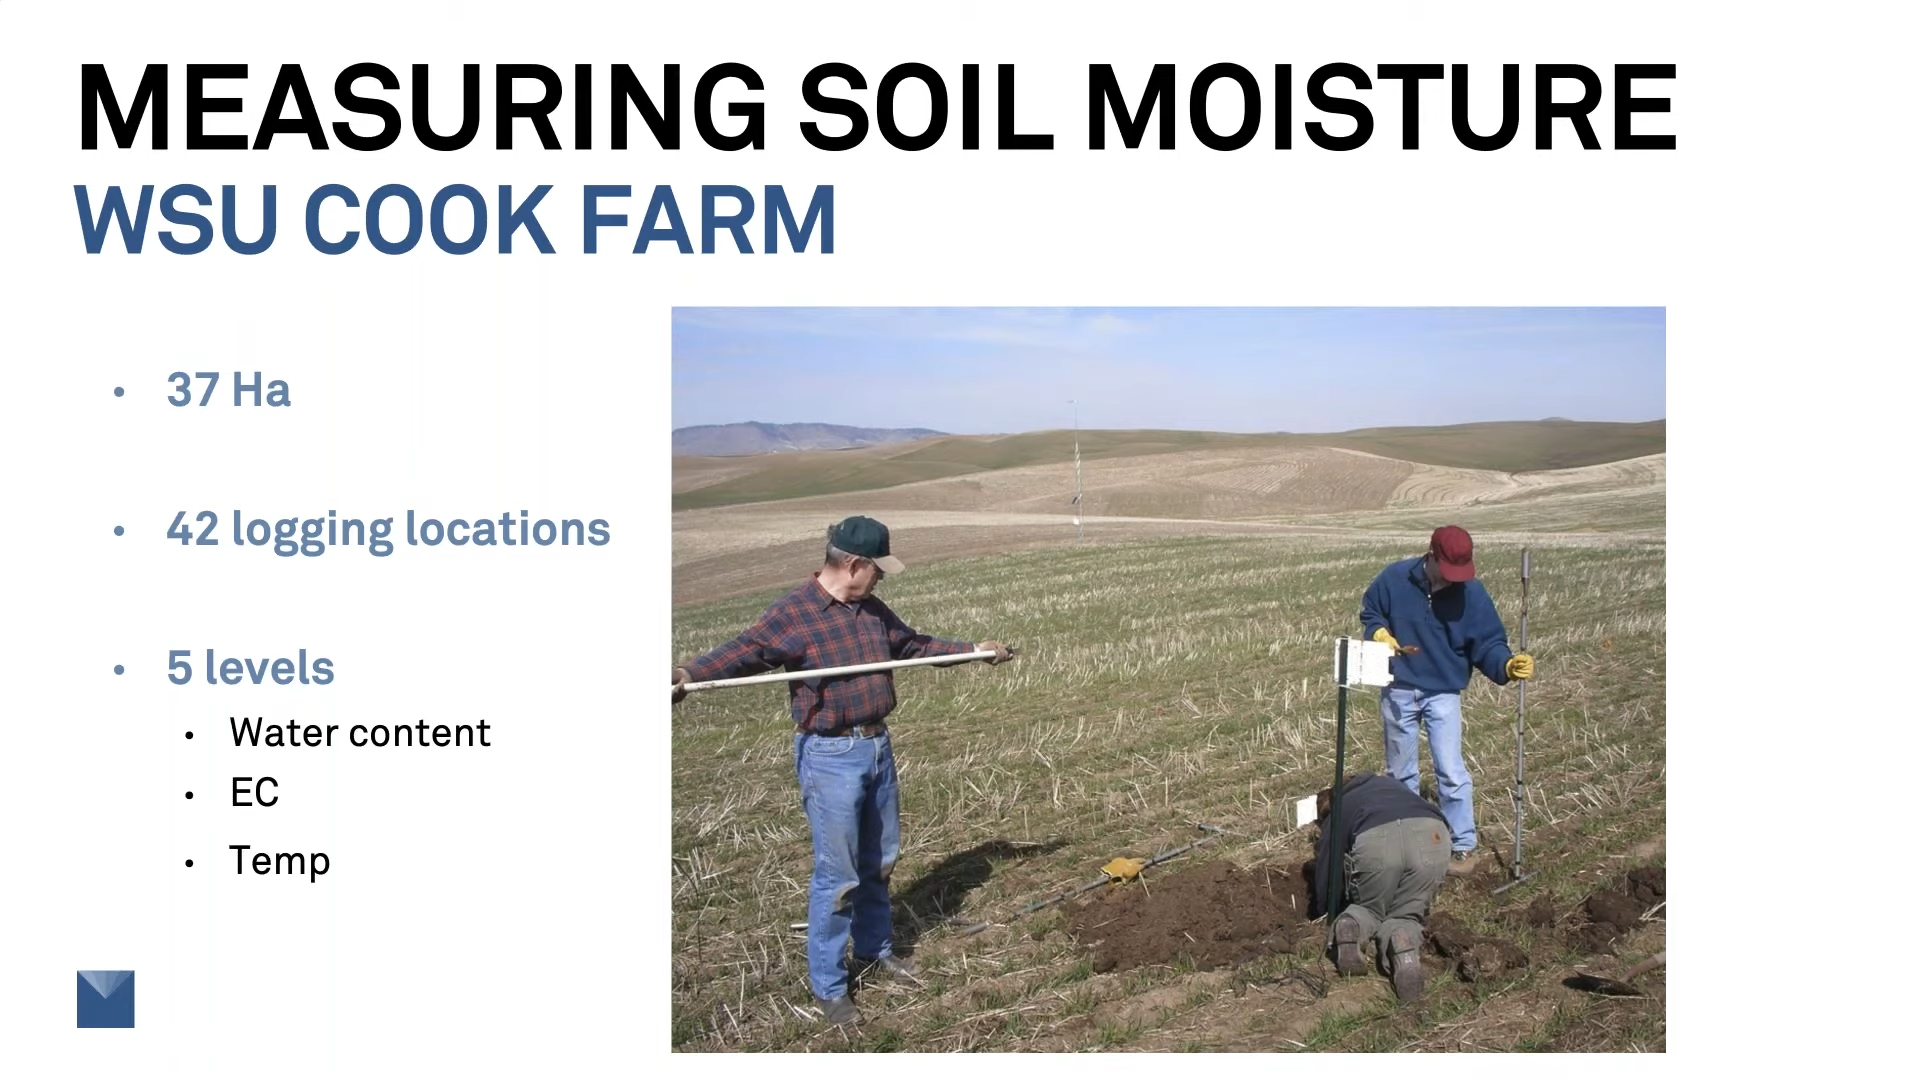 MEASURING SOIL MOISTURE
WSU COOK FARM
• 37 Ha
• 42 logging locations
• 5 levels
• Water content
• EC
• Temp